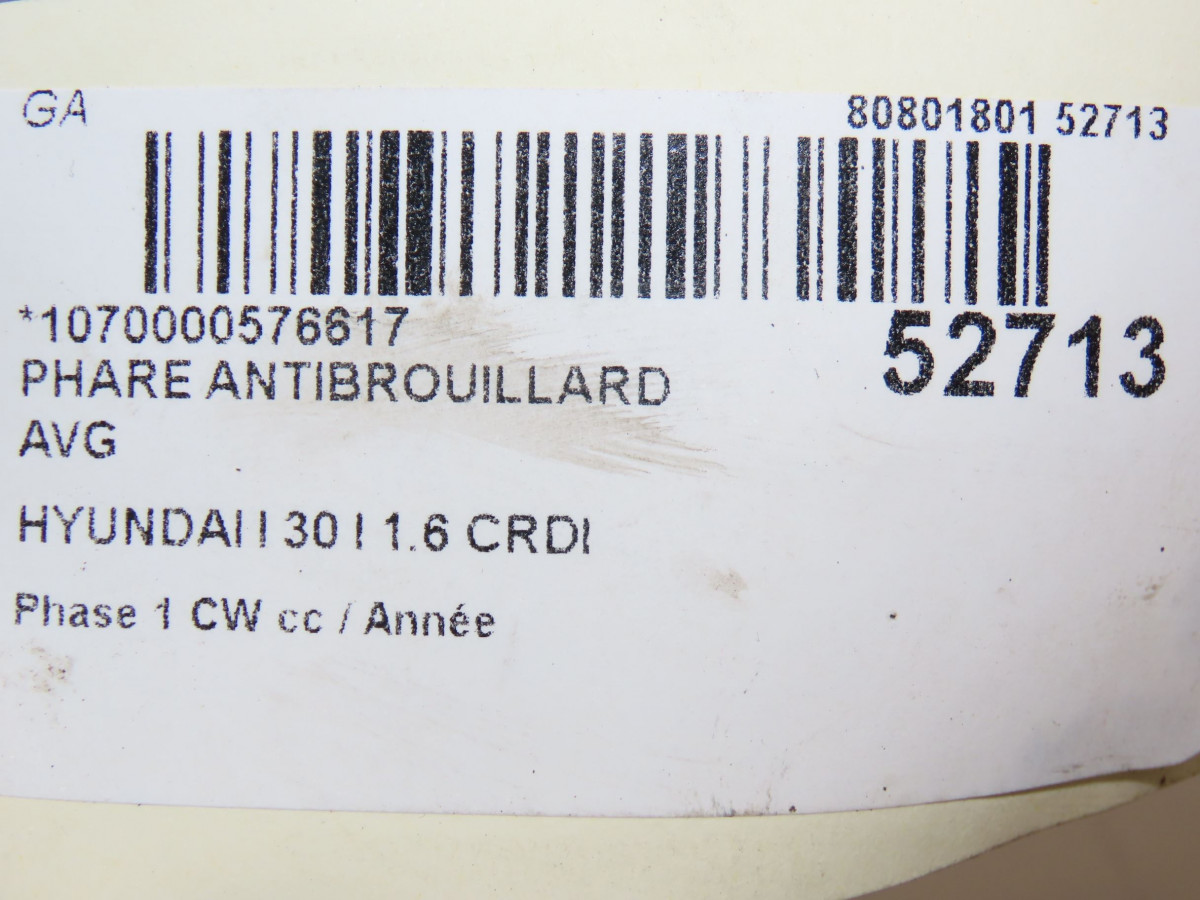 GA
80801801 52713
*1070000576617
52713
PHARE ANTIBROUILLARD
AVG
HYUNDAI I 30 I 1.6 CRDI
Phase 1 CW cc / Année